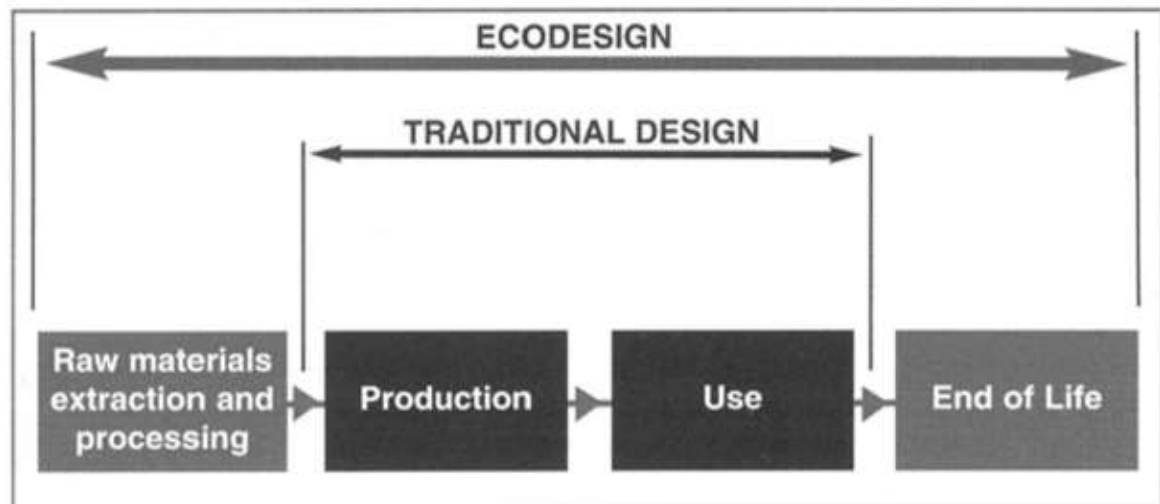 ECODESIGN
TRADITIONAL DESIGN
Raw materials
extraction and
processing
Production
Use
End of Life